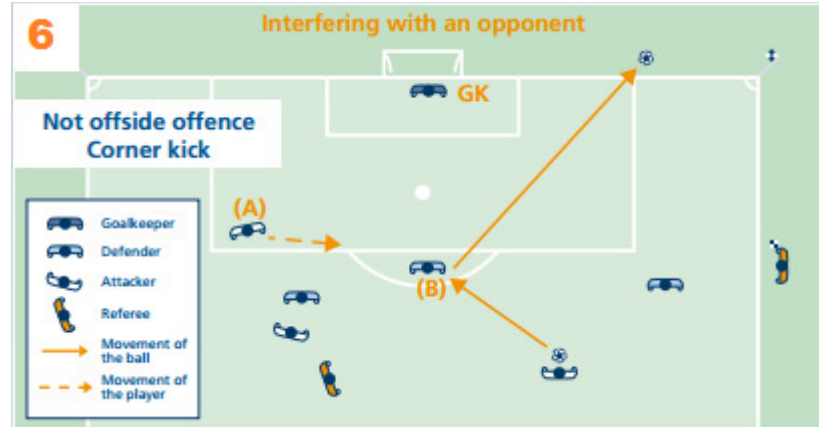 6
Interfering with an opponent
GK
Not offside offence
Corner kick
(A)
(B)
Goalkeeper
Defender
Attacker
Referee
Movement of
the ball
Movement of
the player